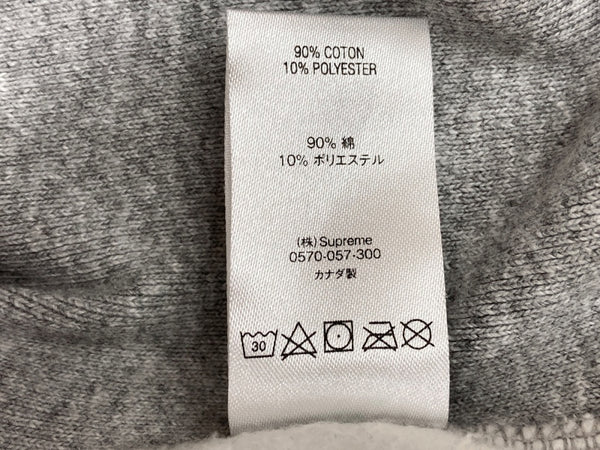 90% COTON
10% POLYESTER
90% 綿
10% ポリエステル
(株) Supreme
0570-057-300
カナダ製
30